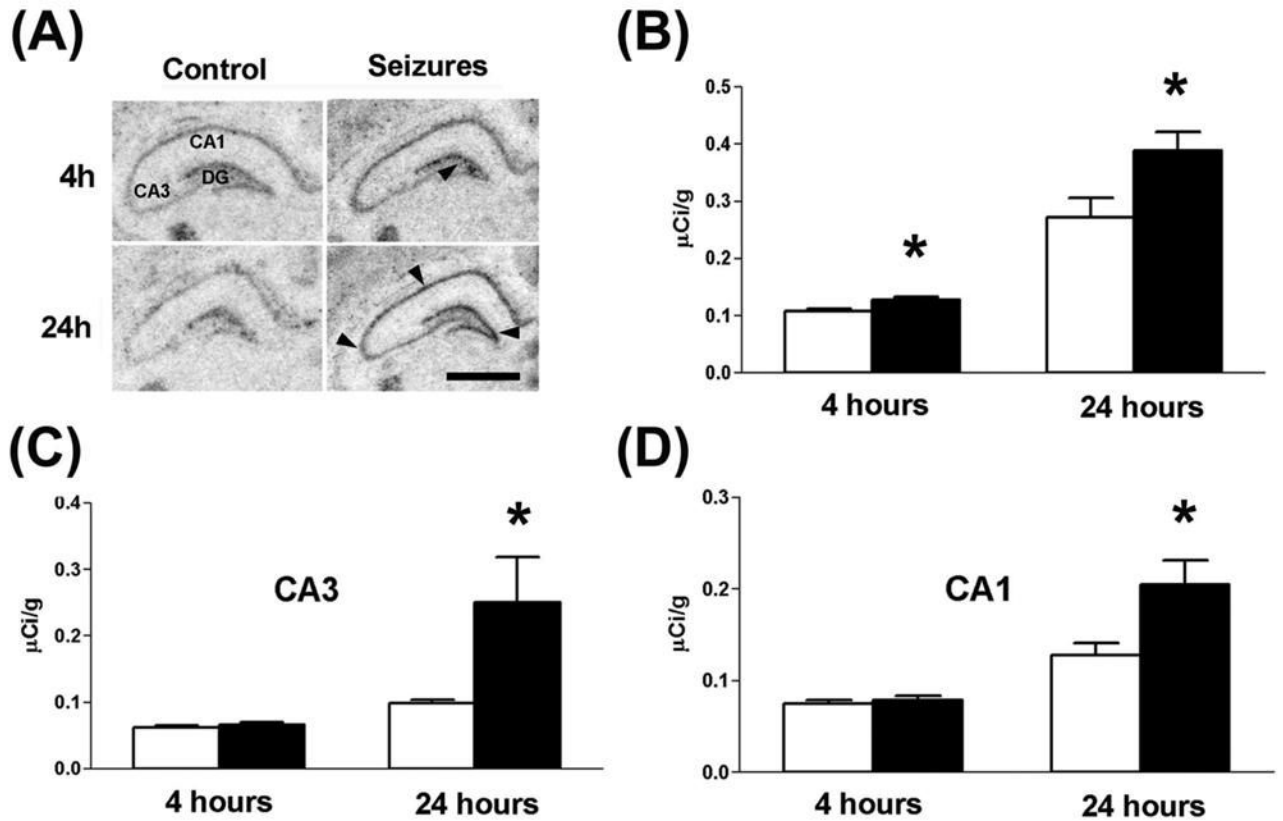 (A)
Control Seizures
4h
CA1
CA3 DG
24h
(B)
0.5
0.4
0.3
0.2
0.1
0.0
μCi/g
*
*
4 hours 24 hours
(C)
0.4
0.3
0.2
0.1
0.0
μCi/g
CA3
*
4 hours 24 hours
(D)
0.3
0.2
0.1
0.0
μCi/g
CA1
*
4 hours 24 hours